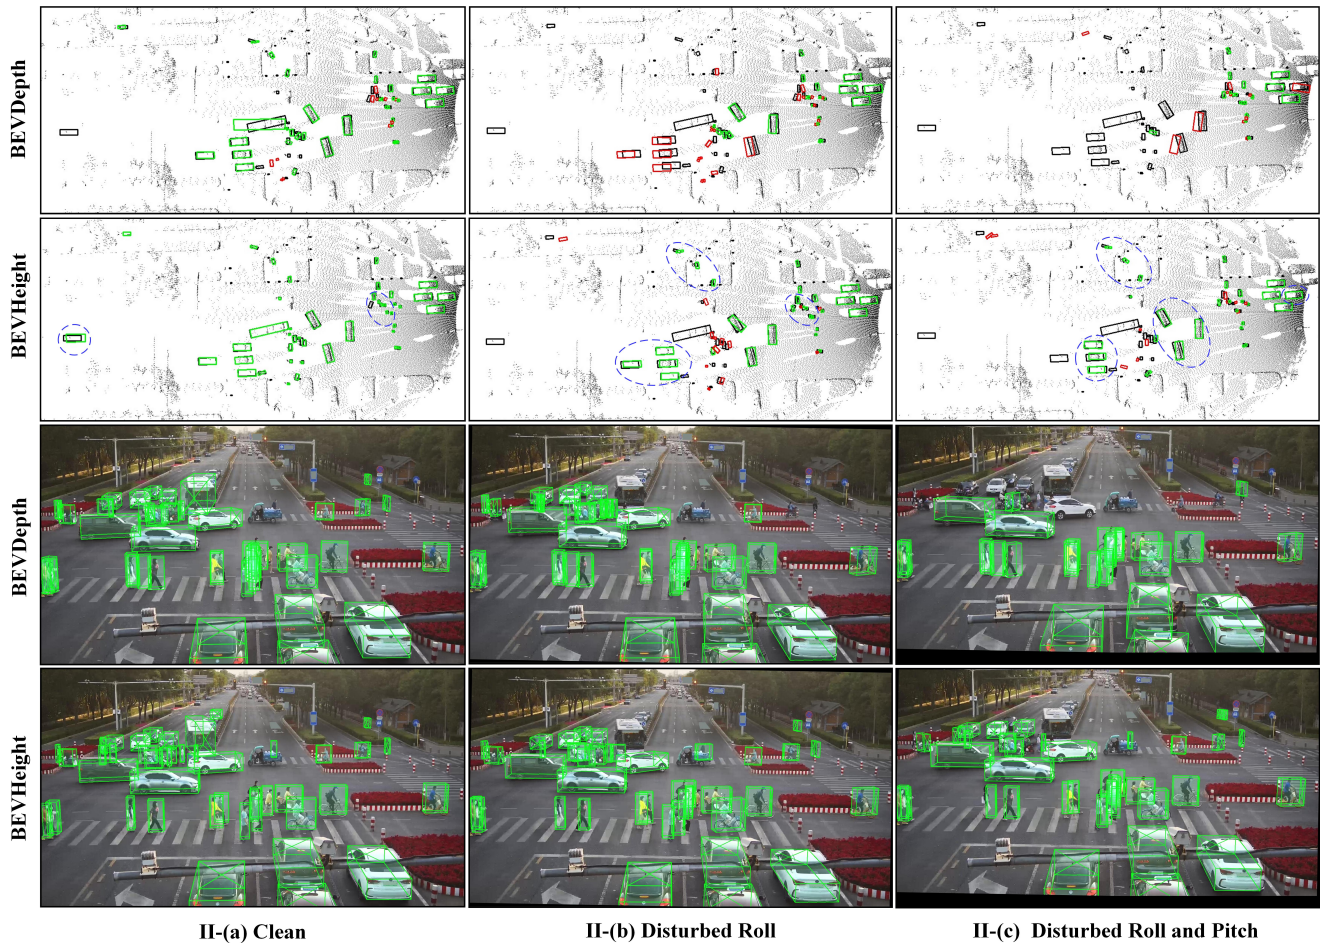 BEVDepth
BEVHeight
BEVDepth
BEVHeight
II-(a) Clean
II-(b) Disturbed Roll
II-(c) Disturbed Roll and Pitch